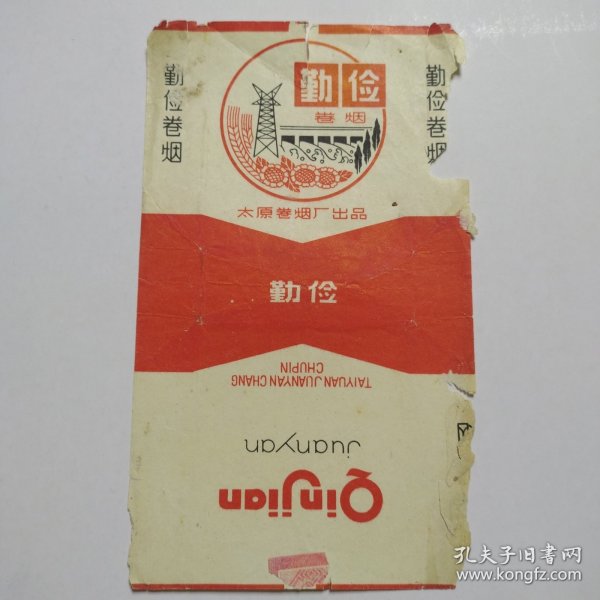 勤俭
卷烟
太原卷烟厂出品
勤俭卷烟
勤俭卷烟
勤俭
TAIYUAN JUANYAN CHANG
CHUPIN
juanyan
Qinjian
孔夫子旧书网
www.kongfz.com